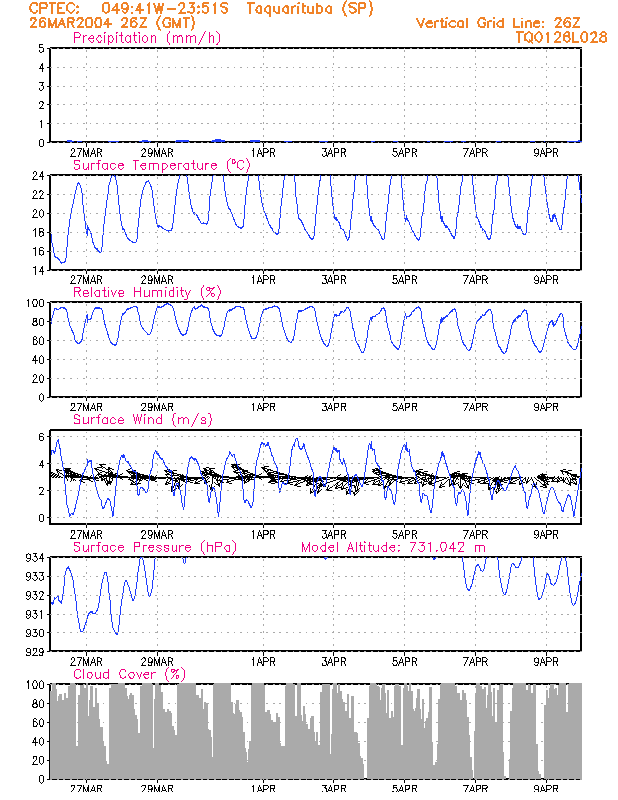 CPTEC: 049:41W-23:51S Taquarituba (SP)
26MAR2004 26Z (GMT) Vertical Grid Line: 26Z
Precipitation (mm/h) TQ0126L028
5
4
3
2
1
0
27MAR 29MAR 1APR 3APR 5APR 7APR 9APR
Surface Temperature (°C)
24
22
20
18
16
14
27MAR 29MAR 1APR 3APR 5APR 7APR 9APR
Relative Humidity (%)
100
80
60
40
20
0
27MAR 29MAR 1APR 3APR 5APR 7APR 9APR
Surface Wind (m/s)
6
4
2
0
27MAR 29MAR 1APR 3APR 5APR 7APR 9APR
Surface Pressure (hPa) Model Altitude: 731.042 m
934
933
932
931
930
929
27MAR 29MAR 1APR 3APR 5APR 7APR 9APR
Cloud Cover (%)
100
80
60
40
20
0
27MAR 29MAR 1APR 3APR 5APR 7APR 9APR